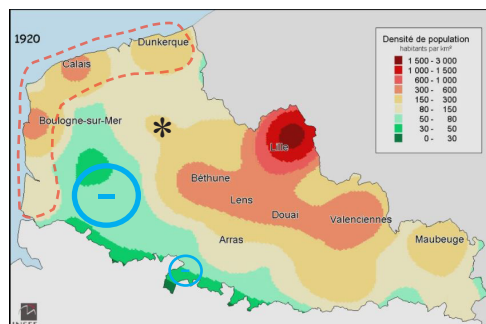 1920
Dunkerque
Calais
Boulogne-sur-Mer
Lille
Béthune
Lens
Douai
Valenciennes
Arras
Maubeuge
Densité de population
habitants par km²
1 500 - 3 000
1 000 - 1 500
600 - 1 000
300 - 600
150 - 300
80 - 150
50 - 80
30 - 50
0 - 30
*
-
-
INSEE